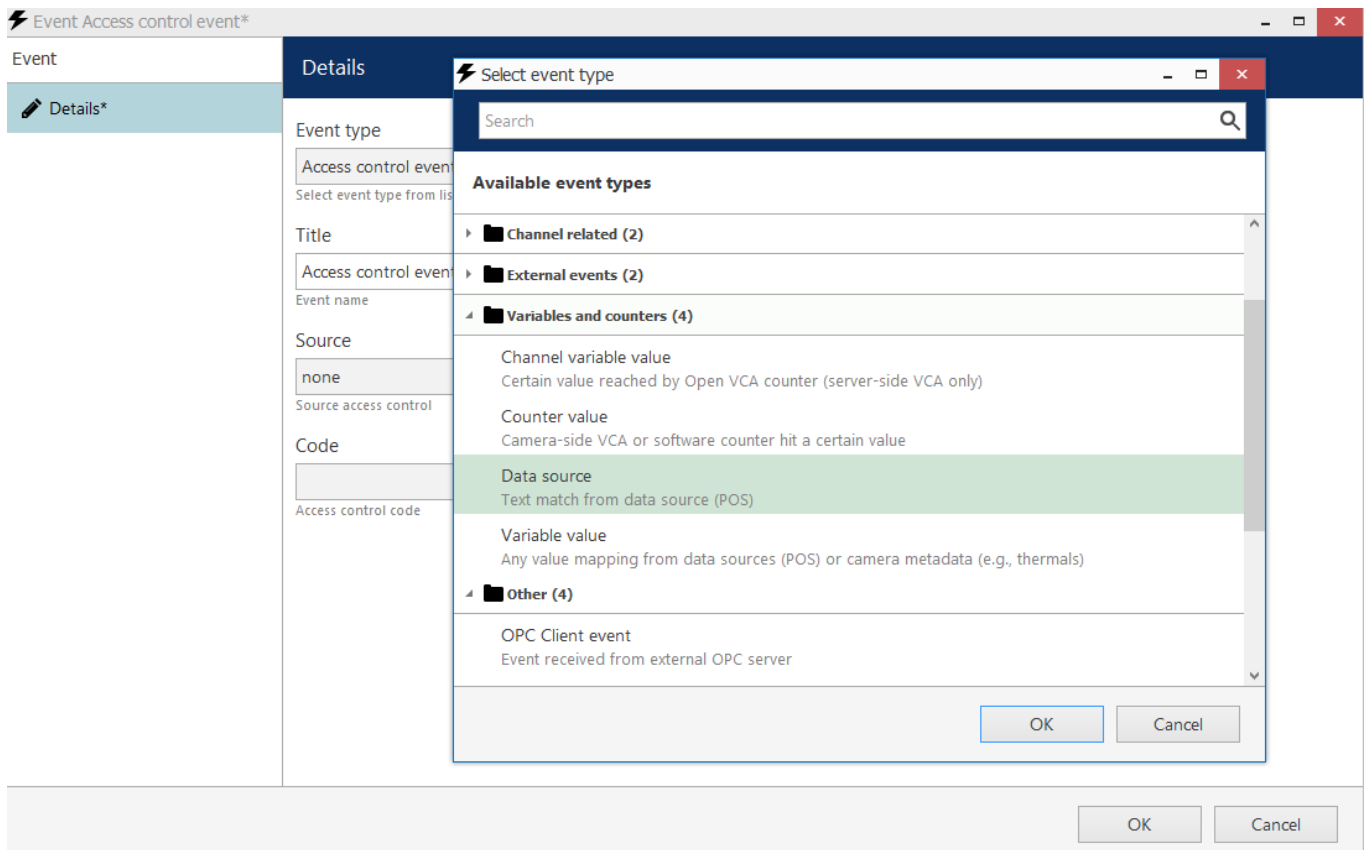 Event Access control event*
Event
Details*
Details
Event type
Access control event
Select event type from lis
Title
Access control event
Event name
Source
none
Source access control
Code
Access control code
Select event type
Search
Available event types
Channel related (2)
External events (2)
Variables and counters (4)
Channel variable value
Certain value reached by Open VCA counter (server-side VCA only)
Counter value
Camera-side VCA or software counter hit a certain value
Data source
Text match from data source (POS)
Variable value
Any value mapping from data sources (POS) or camera metadata (e.g., thermals)
Other (4)
OPC Client event
Event received from external OPC server
OK Cancel
OK Cancel